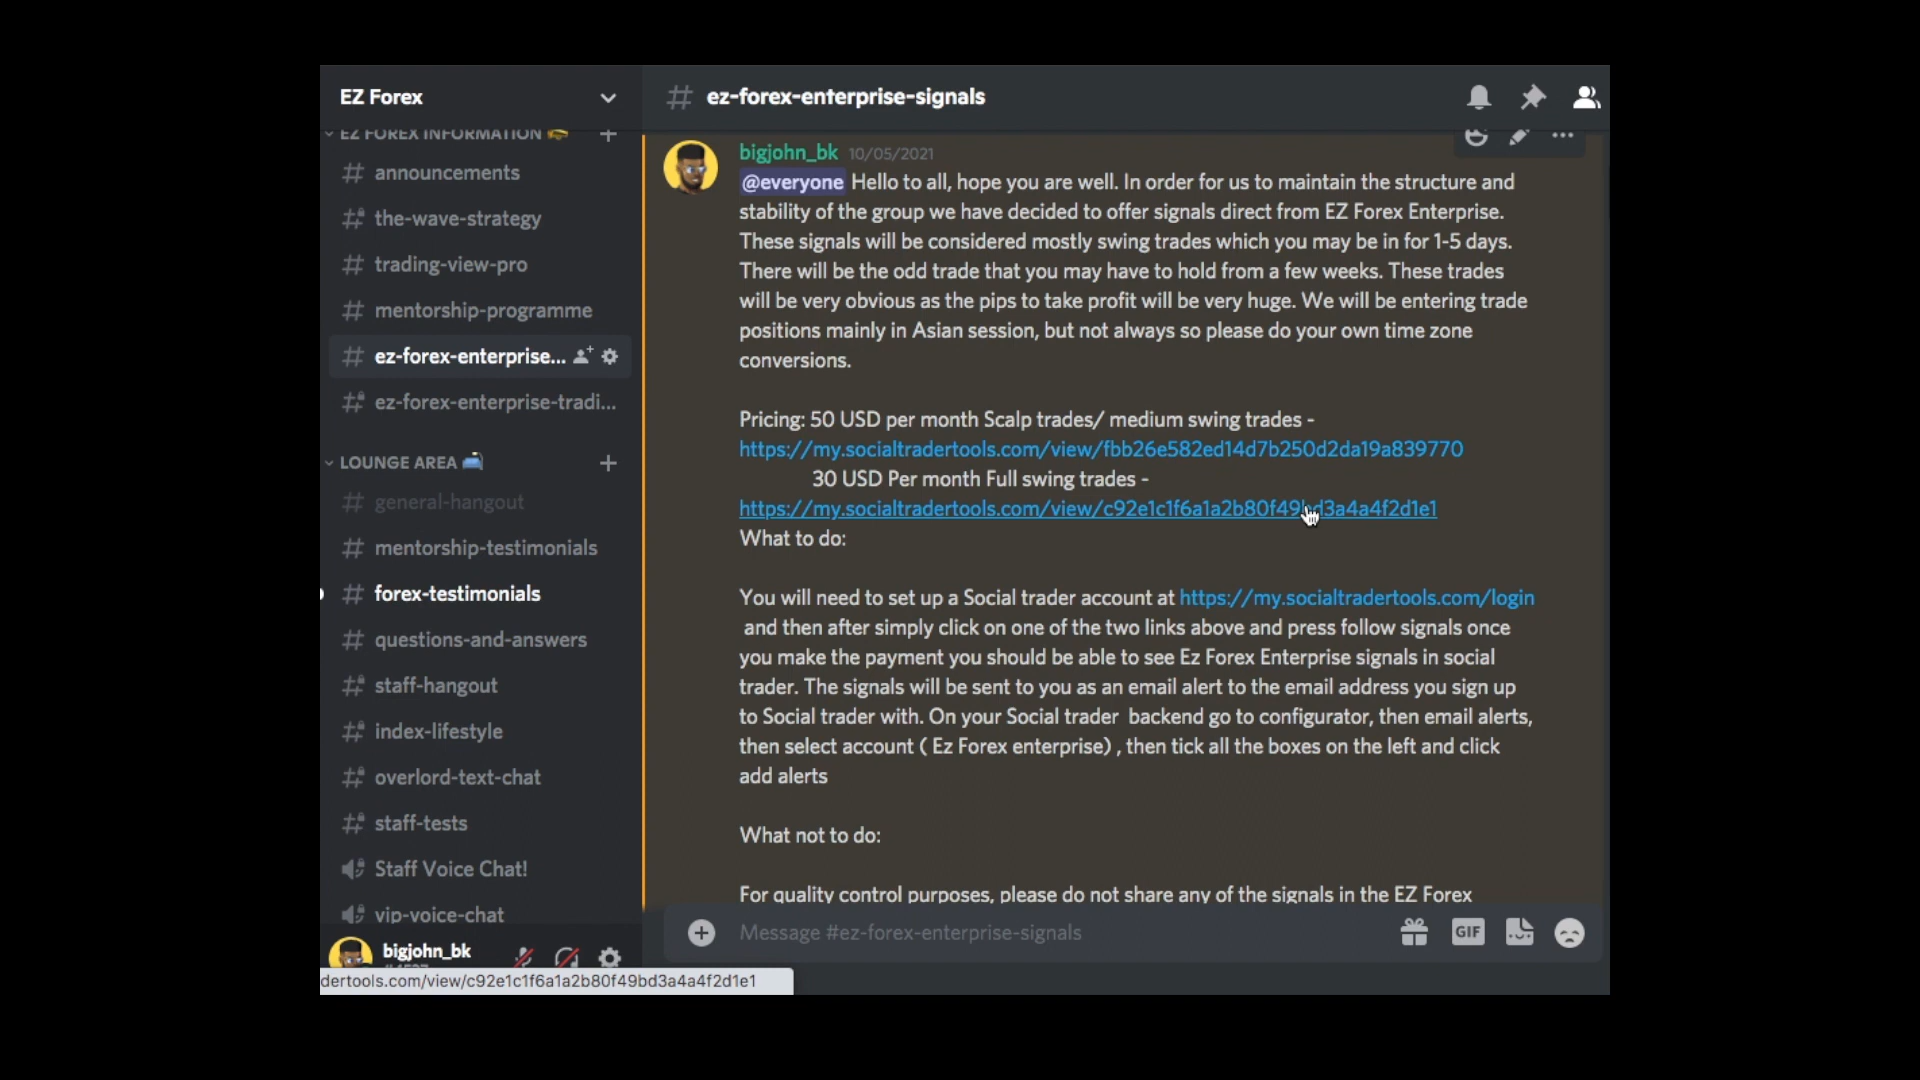 EZ Forex
EZ FOREX INFORMATION
announcements
the-wave-strategy
trading-view-pro
mentorship-programme
ez-forex-enterprise...
ez-forex-enterprise-tradi...
LOUNGE AREA
general-hangout
mentorship-testimonials
forex-testimonials
questions-and-answers
staff-hangout
index-lifestyle
overlord-text-chat
staff-tests
Staff Voice Chat!
vip-voice-chat
bigjohn_bk
dertools.com/view/c92e1c1f6a1a2b80f49bd3a4a4f2d1e1
# ez-forex-enterprise-signals
bigjohn_bk 10/05/2021
@everyone Hello to all, hope you are well. In order for us to maintain the structure and
stability of the group we have decided to offer signals direct from EZ Forex Enterprise.
These signals will be considered mostly swing trades which you may be in for 1-5 days.
There will be the odd trade that you may have to hold from a few weeks. These trades
will be very obvious as the pips to take profit will be very huge. We will be entering trade
positions mainly in Asian session, but not always so please do your own time zone
conversions.
Pricing: 50 USD per month Scalp trades/ medium swing trades -
https://my.socialtradertools.com/view/fbb26e582ed14d7b250d2da19a839770
30 USD Per month Full swing trades -
https://my.socialtradertools.com/view/c92e1c1f6a1a2b80f49bd3a4a4f2d1e1
What to do:
You will need to set up a Social trader account at https://my.socialtradertools.com/login
and then after simply click on one of the two links above and press follow signals once
you make the payment you should be able to see Ez Forex Enterprise signals in social
trader. The signals will be sent to you as an email alert to the email address you sign up
to Social trader with. On your Social trader backend go to configurator, then email alerts,
then select account ( Ez Forex enterprise) , then tick all the boxes on the left and click
add alerts
What not to do:
For quality control purposes, please do not share any of the signals in the EZ Forex
Message #ez-forex-enterprise-signals
GIF